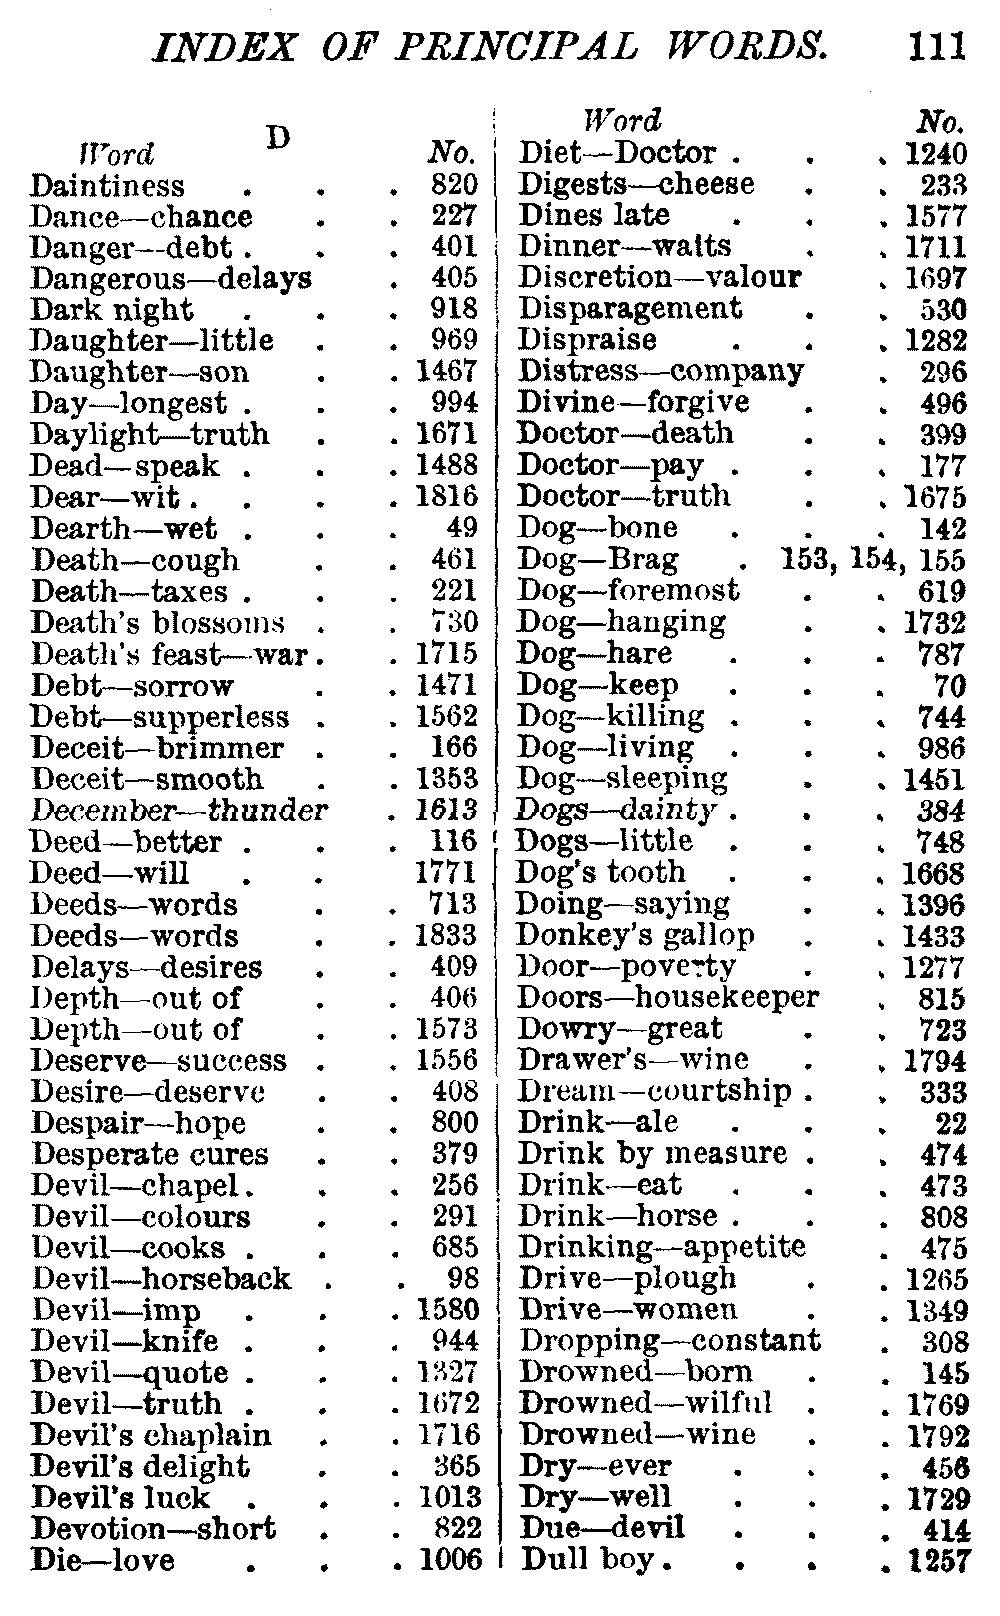 INDEX OF PRINCIPAL WORDS. 111
D
Word No.
Daintiness . . . 820
Dance—chance . . 227
Danger—debt . . . 401
Dangerous—delays . 405
Dark night . . . 918
Daughter—little . . 969
Daughter—son . . 1467
Day—longest . . . 994
Daylight—truth . . 1671
Dead—speak . . . 1488
Dear—wit . . . . 1816
Dearth—wet . . . 49
Death—cough . . 461
Death—taxes . . . 221
Death's blossoms . . 730
Death's feast—war . . 1715
Debt—sorrow . . 1471
Debt—supperless . . 1562
Deceit—brimmer . . 166
Deceit—smooth . . 1353
December—thunder . 1613
Deed—better . . . 116
Deed—will . . 1771
Deeds—words . . 713
Deeds—words . . 1833
Delays—desires . . 409
Depth—out of . . 406
Depth—out of . . 1573
Deserve—success . . 1556
Desire—deserve . . 408
Despair—hope . . 800
Desperate cures . . 379
Devil—chapel . . . 256
Devil—colours . . 291
Devil—cooks . . . 685
Devil—horseback . . 98
Devil—imp . . . 1580
Devil—knife . . . 944
Devil—quote . . . 1327
Devil—truth . . . 1672
Devil's chaplain . . 1716
Devil's delight . . 365
Devil's luck . . . 1013
Devotion—short . . 822
Die—love . . . 1006
Word No.
Diet—Doctor . . . 1240
Digests—cheese . . 233
Dines late . . . 1577
Dinner—waits . . 1711
Discretion—valour . 1697
Disparagement . . 530
Dispraise . . . 1282
Distress—company . 296
Divine—forgive . . 496
Doctor—death . . 399
Doctor—pay . . . 177
Doctor—truth . . 1675
Dog—bone . . . 142
Dog—Brag . 153, 154, 155
Dog—foremost . . 619
Dog—hanging . . 1732
Dog—hare . . . 787
Dog—keep . . . 70
Dog—killing . . . 744
Dog—living . . . 986
Dog—sleeping . . 1451
Dogs—dainty . . . 384
Dogs—little . . . 748
Dog's tooth . . . 1668
Doing—saying . . 1396
Donkey's gallop . . 1433
Door—poverty . . 1277
Doors—housekeeper . 815
Dowry—great . . 723
Drawer's—wine . . 1794
Dream—courtship . . 333
Drink—ale . . . 22
Drink by measure . . 474
Drink—eat . . . 473
Drink—horse . . . 808
Drinking—appetite . 475
Drive—plough . . 1265
Drive—women . . 1349
Dropping—constant . 308
Drowned—born . . 145
Drowned—wilful . . 1769
Drowned—wine . . 1792
Dry—ever . . . 456
Dry—well . . . 1729
Due—devil . . . 414
Dull boy . . . . 1257